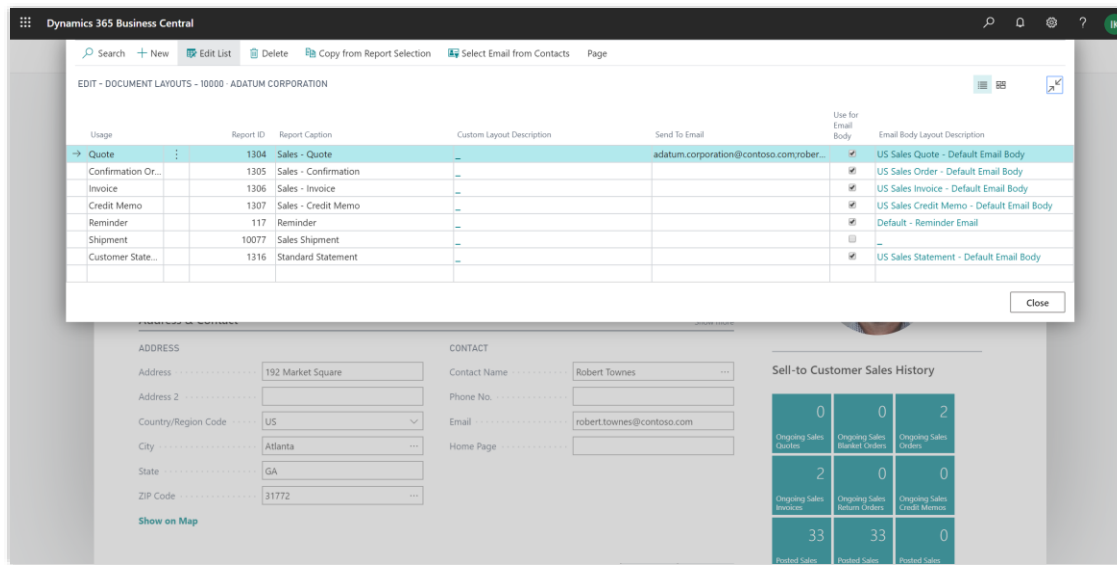 Dynamics 365 Business Central
Search New Edit List Delete Copy from Report Selection Select Email from Contacts Page
EDIT - DOCUMENT LAYOUTS - 10000 · ADATUM CORPORATION
Usage Report ID Report Caption Custom Layout Description Send To Email Use for Email Body Email Body Layout Description
Quote 1304 Sales - Quote _ adatum.corporation@contoso.com;rober... US Sales Quote - Default Email Body
Confirmation Or... 1305 Sales - Confirmation _ US Sales Order - Default Email Body
Invoice 1306 Sales - Invoice _ US Sales Invoice - Default Email Body
Credit Memo 1307 Sales - Credit Memo _ US Sales Credit Memo - Default Email Body
Reminder 117 Reminder _ Default - Reminder Email
Shipment 10077 Sales Shipment _ _
Customer State... 1316 Standard Statement _ US Sales Statement - Default Email Body
Close
Address & Contact
ADDRESS
Address 192 Market Square
Address 2
Country/Region Code US
City Atlanta
State GA
ZIP Code 31772
Show on Map
CONTACT
Contact Name Robert Townes
Phone No.
Email robert.townes@contoso.com
Home Page
Sell-to Customer Sales History
0 0 2
Ongoing Sales Quotes Ongoing Sales Blanket Orders Ongoing Sales Orders
2 0 0
Ongoing Sales Invoices Ongoing Sales Return Orders Ongoing Sales Credit Memos
33 33 0
Posted Sales Posted Sales Posted Sales